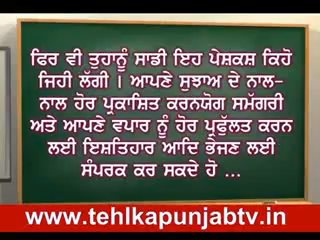 ਫਿਰ ਵੀ ਤੁਹਾਨੂੰ ਸਾਡੀ ਇਹ ਪੇਸ਼ਕਸ਼ ਕਿਹੋ
ਜਿਹੀ ਲੱਗੀ । ਆਪਣੇ ਸੁਝਾਅ ਦੇ ਨਾਲ-
ਨਾਲ ਹੋਰ ਪ੍ਰਕਾਸ਼ਿਤ ਕਰਨਯੋਗ ਸਮੱਗਰੀ
ਅਤੇ ਆਪਣੇ ਵਪਾਰ ਨੂੰ ਹੋਰ ਪ੍ਰਫੁੱਲਤ ਕਰਨ
ਲਈ ਇਸ਼ਤਿਹਾਰ ਆਦਿ ਭੇਜਣ ਲਈ
ਸੰਪਰਕ ਕਰ ਸਕਦੇ ਹੋ ...
www.tehlkapunjabtv.in